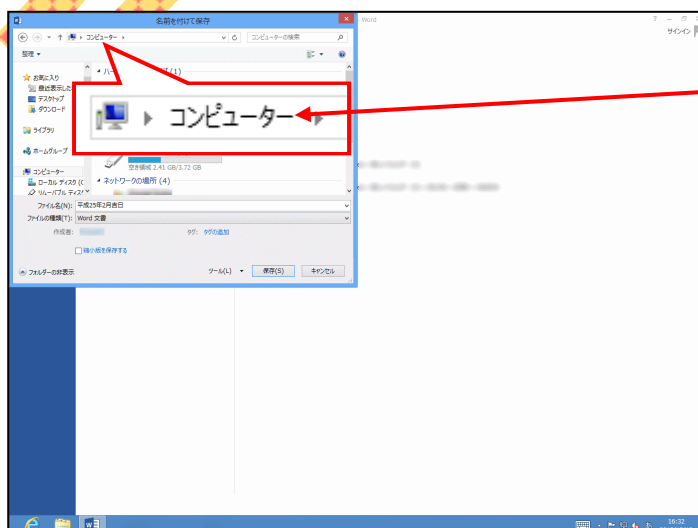 名前を付けて保存
- Word
サインイン
コンピューター
コンピューターの検索
整理
お気に入り
最近表示した
デスクトップ
ダウンロード
ライブラリ
ホームグループ
コンピューター
ローカル ディスク (C
リムーバブル ディスク
(1)
コンピューター
空き領域 2.41 GB/3.72 GB
ネットワークの場所 (4)
ファイル名(N): 平成25年2月吉日
ファイルの種類(T): Word 文書
作成者:
タグ: タグの追加
縮小版を保存する
フォルダーの非表示
ツール(L)
保存(S)
キャンセル
16:32